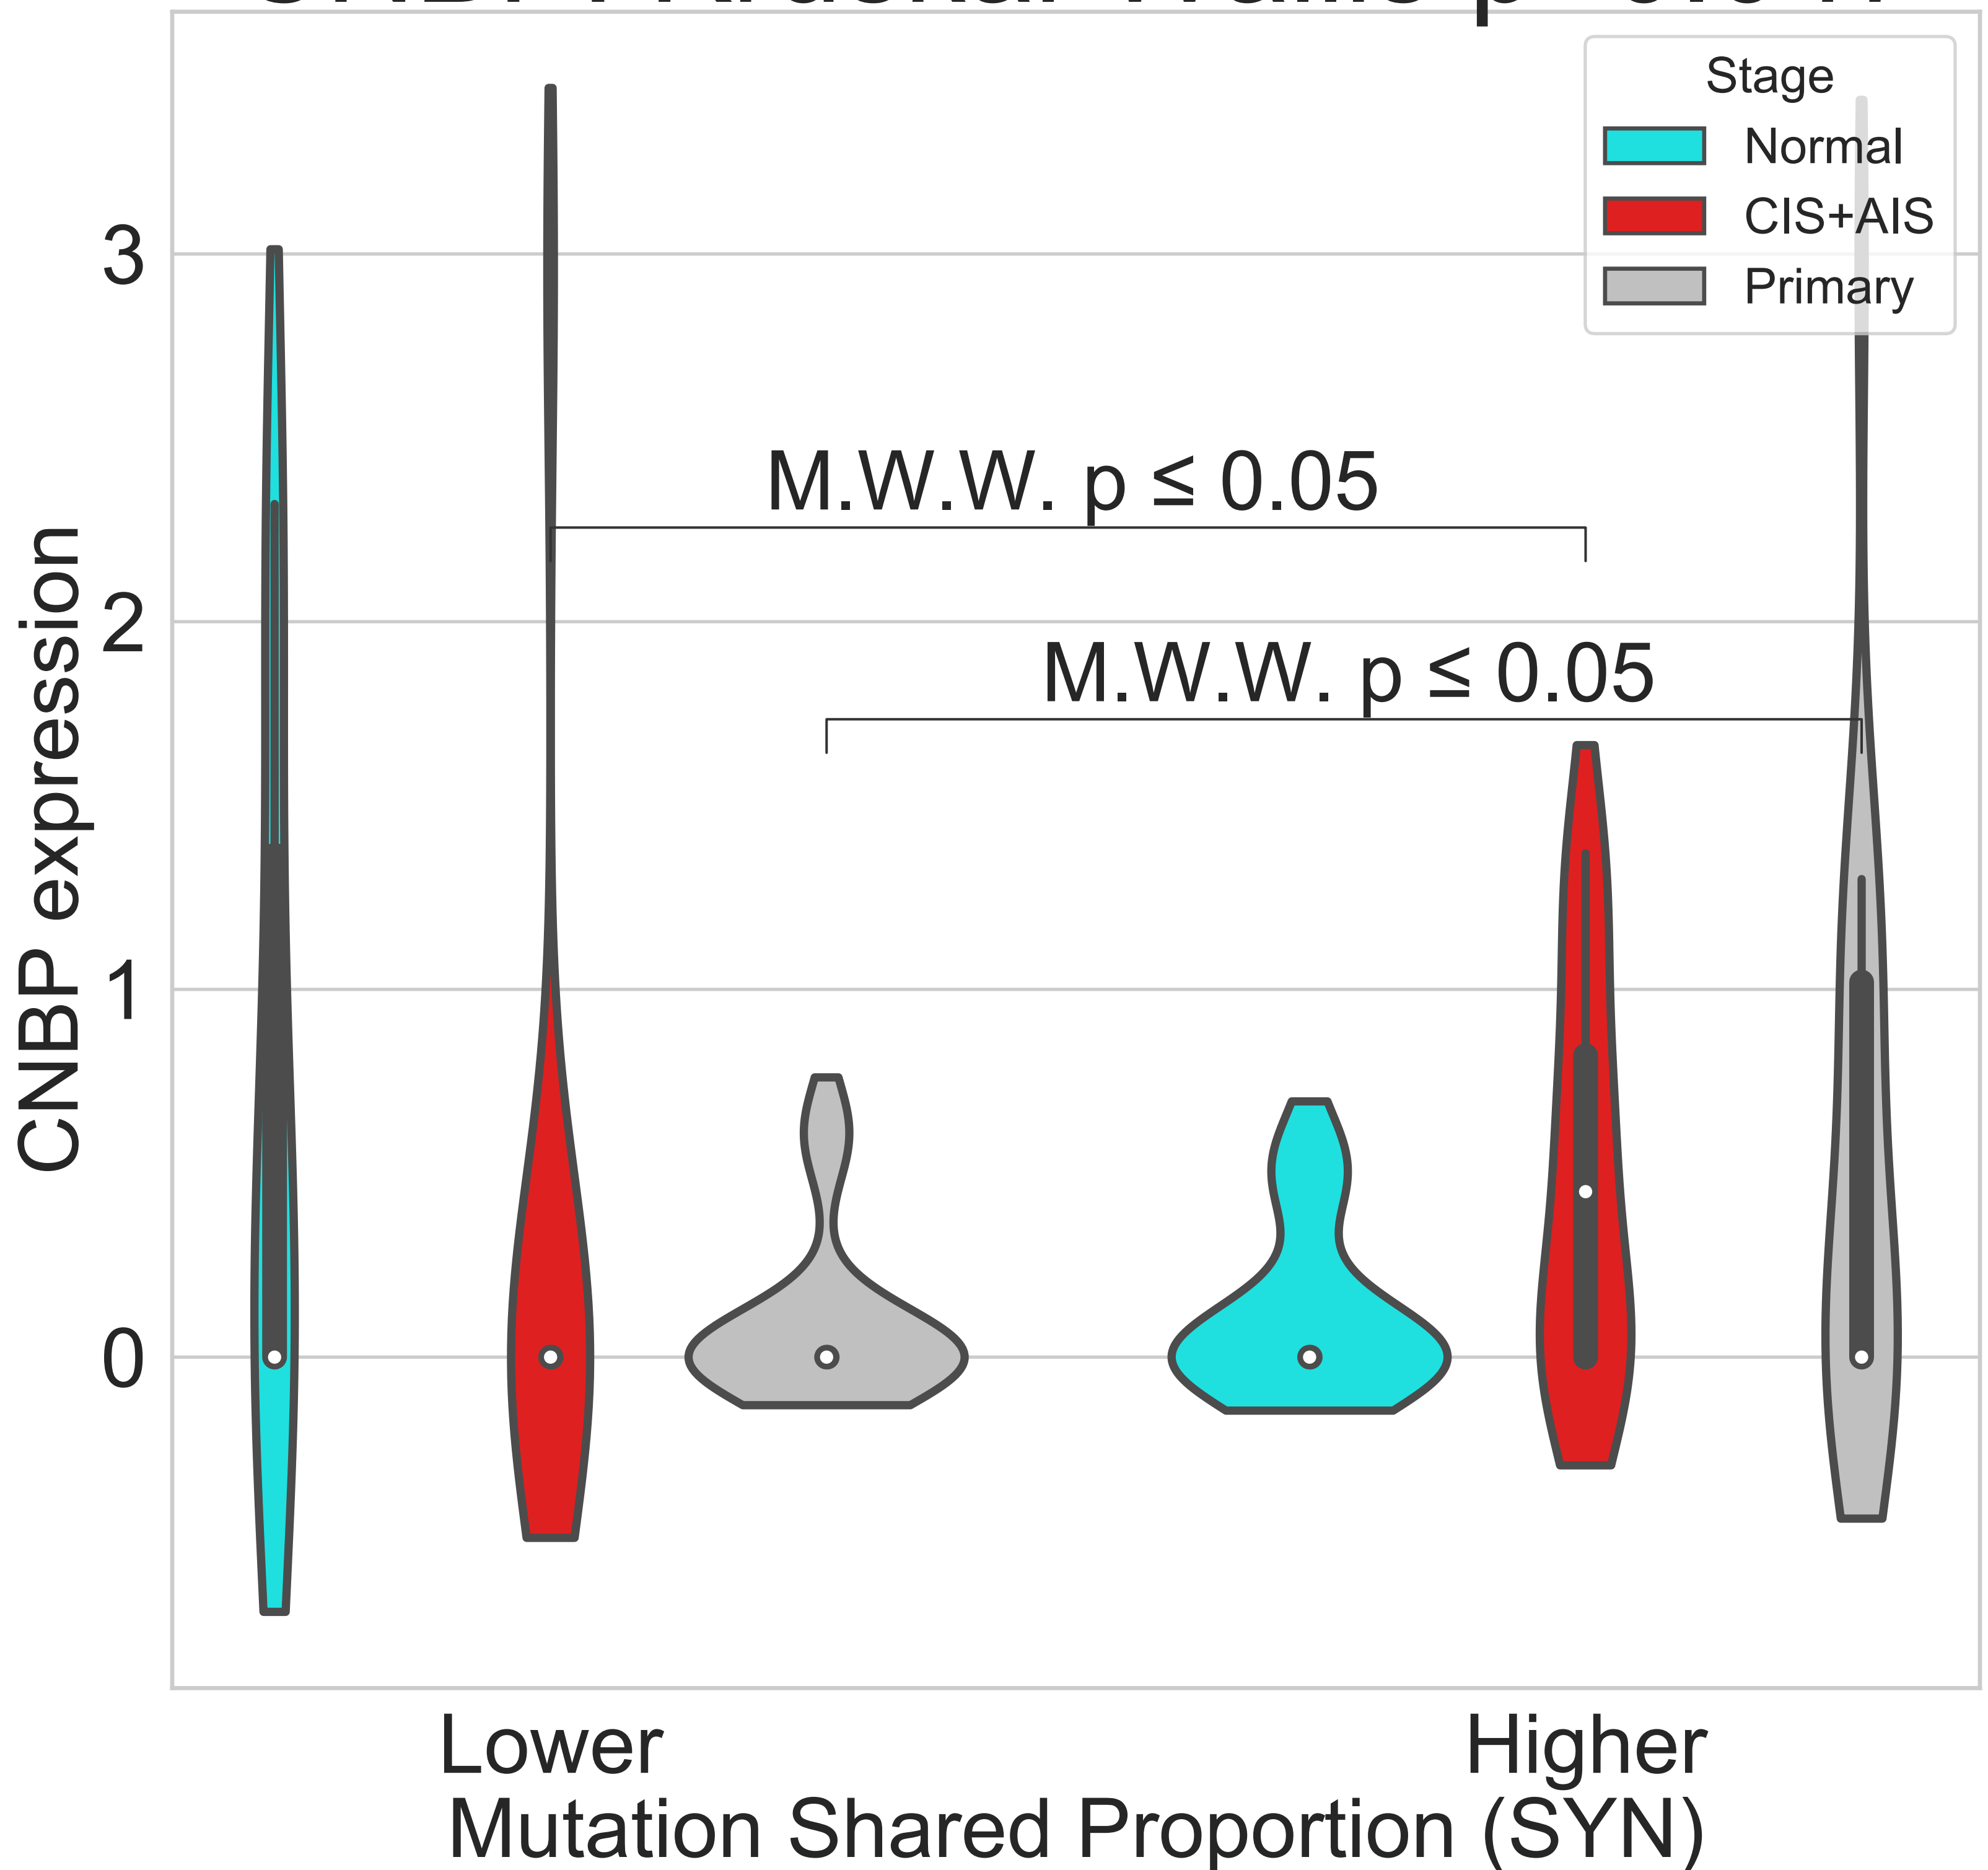 Stage
Normal
CIS+AIS
Primary
3
2
1
0
CNBP expression
M.W.W. p ≤ 0.05
M.W.W. p ≤ 0.05
Lower
Higher
Mutation Shared Proportion (SYN)